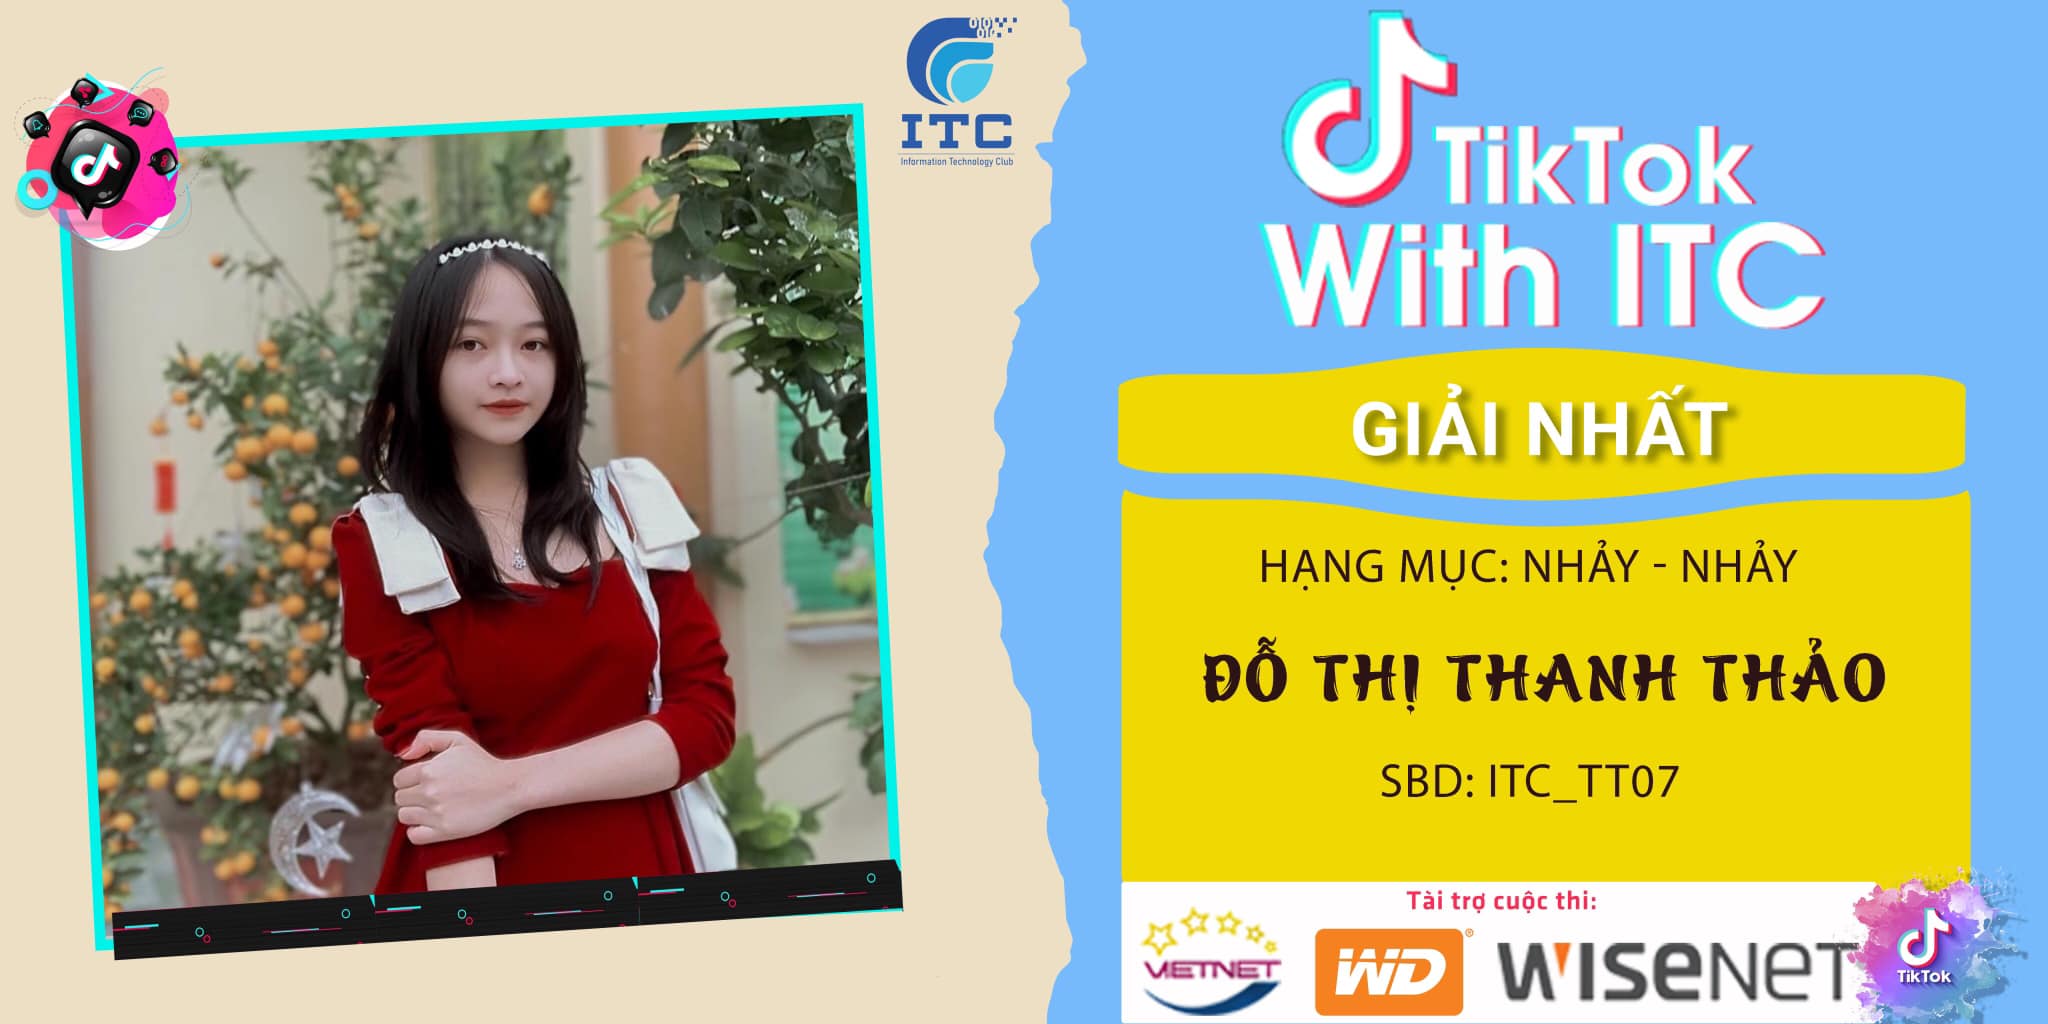 ITC
Information Technology Club
TikTok
With ITC
GIẢI NHẤT
HẠNG MỤC: NHẢY - NHẢY
ĐỖ THỊ THANH THẢO
SBD: ITC_TT07
Tài trợ cuộc thi:
VIETNET
WD
WISENET
TikTok